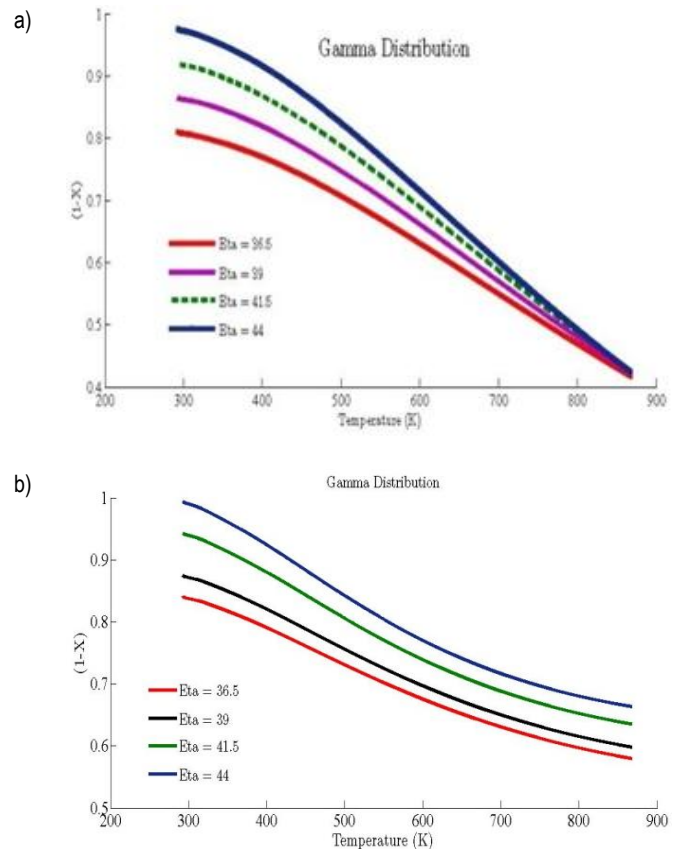 a)
Gamma Distribution
1
0.9
0.8
0.7
0.6
0.5
0.4
(1-X)
Eta = 36.5
Eta = 39
Eta = 41.5
Eta = 44
200 300 400 500 600 700 800 900
Temperature (K)
b)
Gamma Distribution
1
0.9
0.8
0.7
0.6
0.5
(1-X)
Eta = 36.5
Eta = 39
Eta = 41.5
Eta = 44
200 300 400 500 600 700 800 900
Temperature (K)